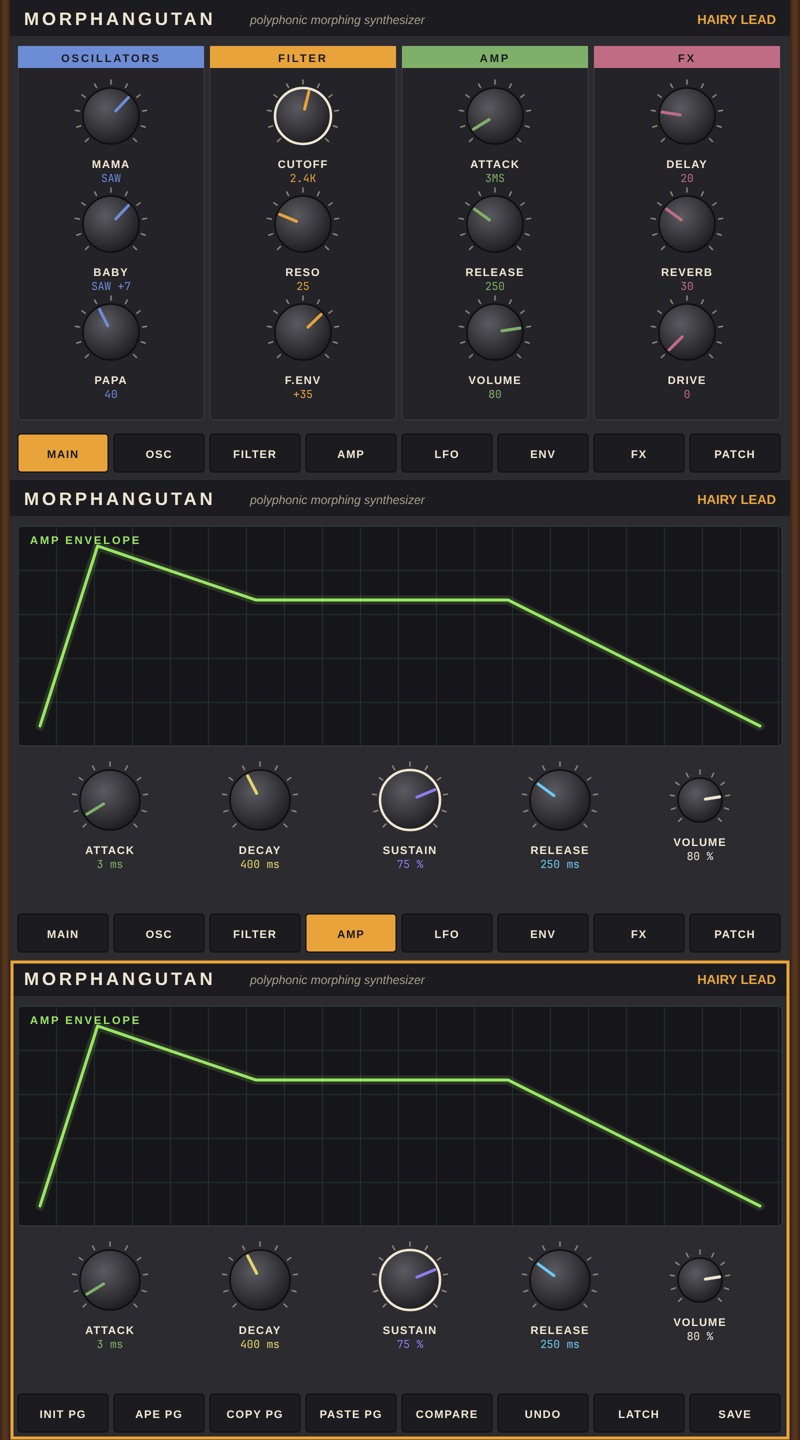 MORPHANGUTAN polyphonic morphing synthesizer HAIRY LEAD
OSCILLATORS FILTER AMP FX
MAMA CUTOFF ATTACK DELAY
SAW 2.4K 3MS 20
BABY RESO RELEASE REVERB
SAW +7 25 250 30
PAPA F.ENV VOLUME DRIVE
40 +35 80 0
MAIN OSC FILTER AMP LFO ENV FX PATCH
MORPHANGUTAN polyphonic morphing synthesizer HAIRY LEAD
AMP ENVELOPE
ATTACK DECAY SUSTAIN RELEASE VOLUME
3 ms 400 ms 75 % 250 ms 80 %
MAIN OSC FILTER AMP LFO ENV FX PATCH
MORPHANGUTAN polyphonic morphing synthesizer HAIRY LEAD
AMP ENVELOPE
ATTACK DECAY SUSTAIN RELEASE VOLUME
3 ms 400 ms 75 % 250 ms 80 %
INIT PG APE PG COPY PG PASTE PG COMPARE UNDO LATCH SAVE